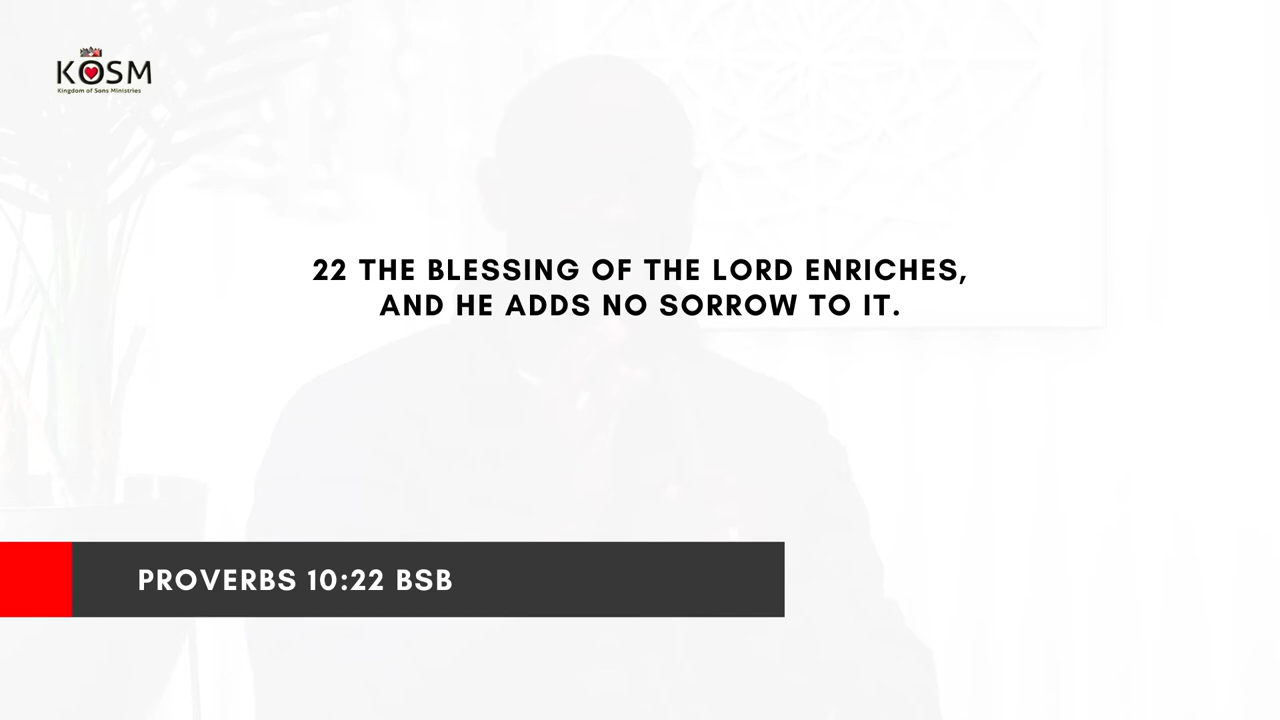 KOSM
Kingdom of Sons Ministries
22 THE BLESSING OF THE LORD ENRICHES,
AND HE ADDS NO SORROW TO IT.
PROVERBS 10:22 BSB